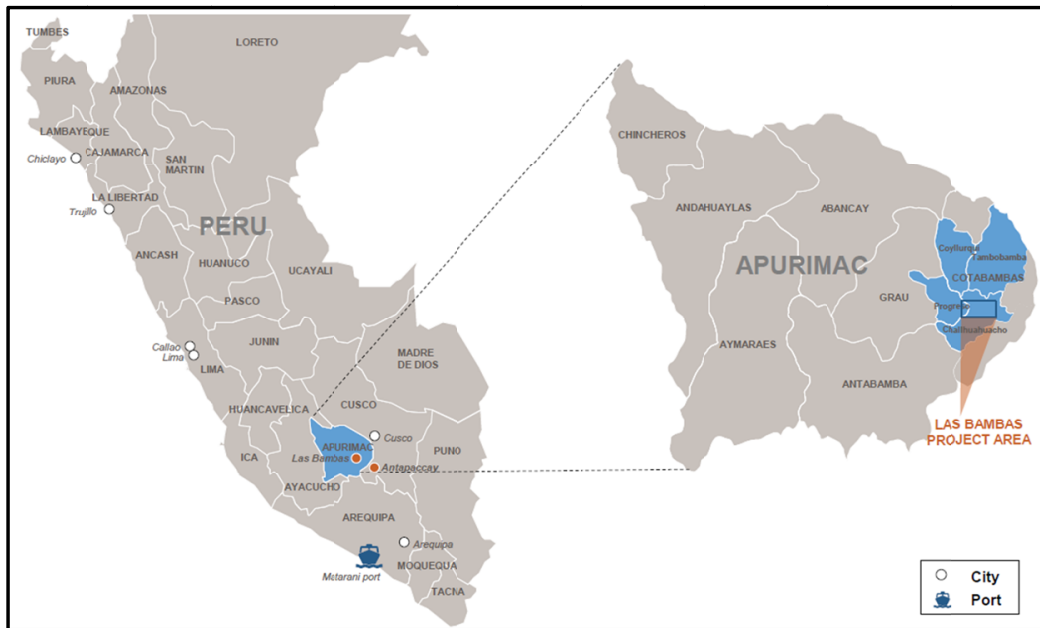 TUMBES
LORETO
PIURA
AMAZONAS
LAMBAYEQUE
CAJAMARCA
Chiclayo
SAN
MARTIN
LA LIBERTAD
Trujillo
PERU
ANCASH
HUANUCO
UCAYALI
PASCO
JUNIN
Callao
Lima
LIMA
MADRE
DE DIOS
HUANCAVELICA
CUSCO
Cusco
APURIMAC
Las Bambas
Antapaccay
PUNO
ICA
AYACUCHO
AREQUIPA
Arequipa
Matarani port
MOQUEGUA
TACNA
CHINCHEROS
ANDAHUAYLAS
ABANCAY
APURIMAC
Coyllurqui
Tambobamba
COTABAMBAS
GRAU
Progreso
Challhuahuacho
AYMARAES
ANTABAMBA
LAS BAMBAS
PROJECT AREA
City
Port